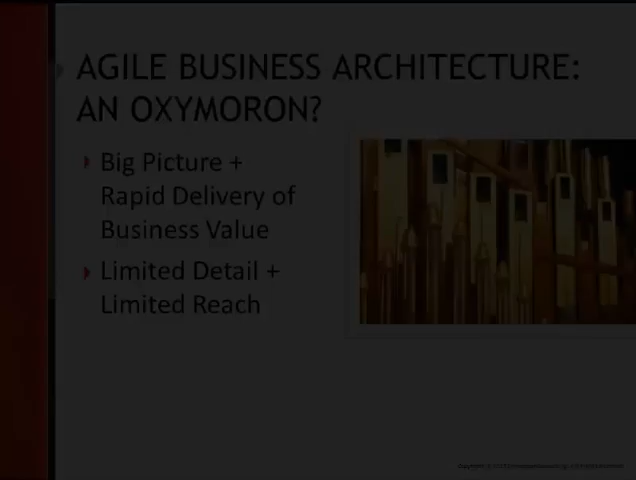 AGILE BUSINESS ARCHITECTURE:
AN OXYMORON?
Big Picture +
Rapid Delivery of
Business Value
Limited Detail +
Limited Reach